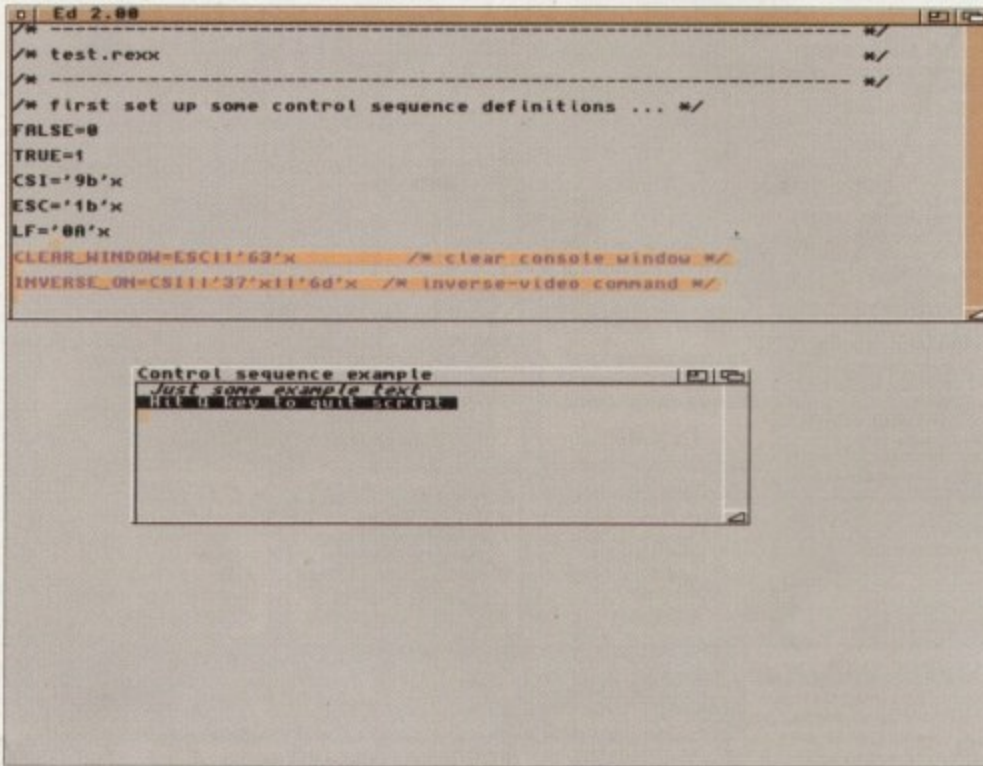 Ed 2.00
/* ------------------------------------------------------------------- */
/* test.rexx */
/* ------------------------------------------------------------------- */
/* first set up some control sequence definitions ... */
FALSE=0
TRUE=1
CSI='9b'x
ESC='1b'x
LF='0A'x
CLEAR_WINDOW=ESC||'63'x /* clear console window */
INVERSE_ON=CSI||'37'x||'6d'x /* inverse-video command */
Control sequence example
Just some example text
Hit Q key to quit script